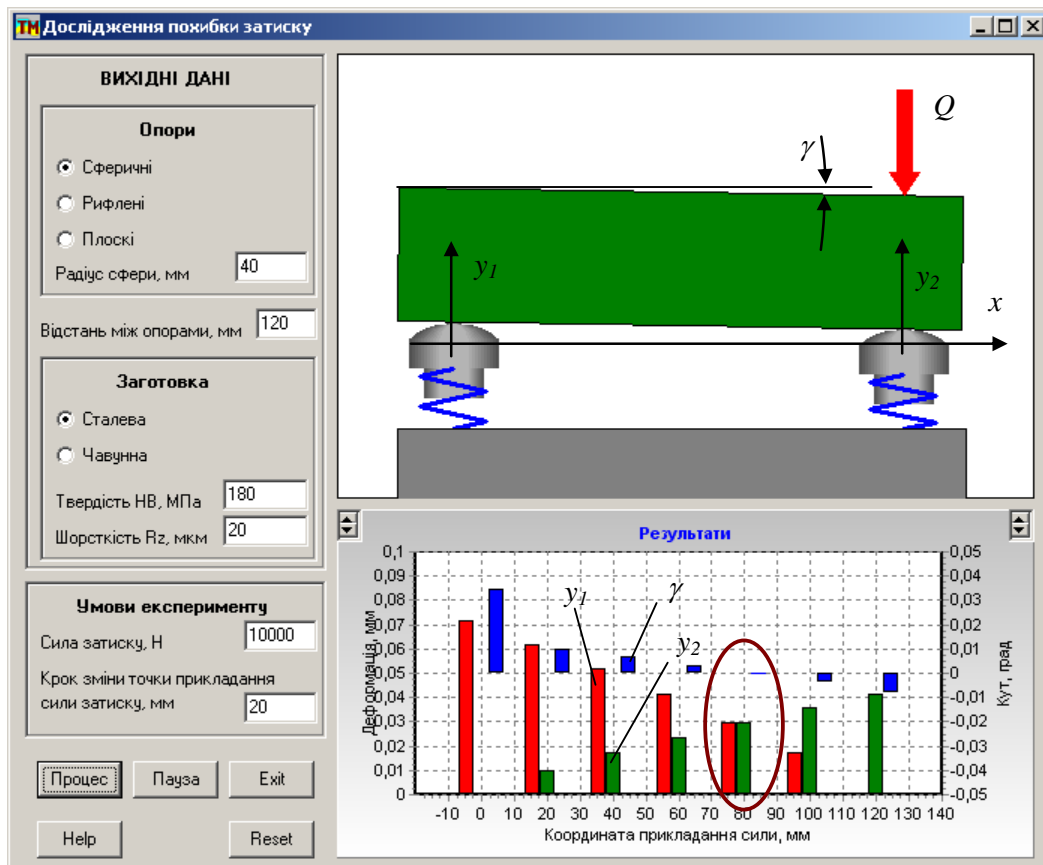 TM Дослідження похибки затиску
ВИХІДНІ ДАНІ
Опори
Сферичні
Рифлені
Плоскі
Радіус сфери, мм 40
Відстань між опорами, мм 120
Заготовка
Сталева
Чавунна
Твердість HB, МПа 180
Шорсткість Rz, мкм 20
Умови експерименту
Сила затиску, Н 10000
Крок зміни точки прикладання
сили затиску, мм 20
Процес Пауза Exit
Help Reset
Q
γ
y1
y2
x
Результати
0,1 0,05
0,09 0,04
0,08 0,03
0,07 0,02
0,06 0,01
0,05 0
0,04 -0,01
0,03 -0,02
0,02 -0,03
0,01 -0,04
0 -0,05
Деформація, мм
Кут, град
y1
γ
y2
-10 0 10 20 30 40 50 60 70 80 90 100 110 120 130 140
Координата прикладання сили, мм